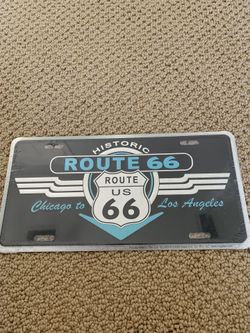 HISTORIC
ROUTE 66
ROUTE
US
66
Chicago to Los Angeles